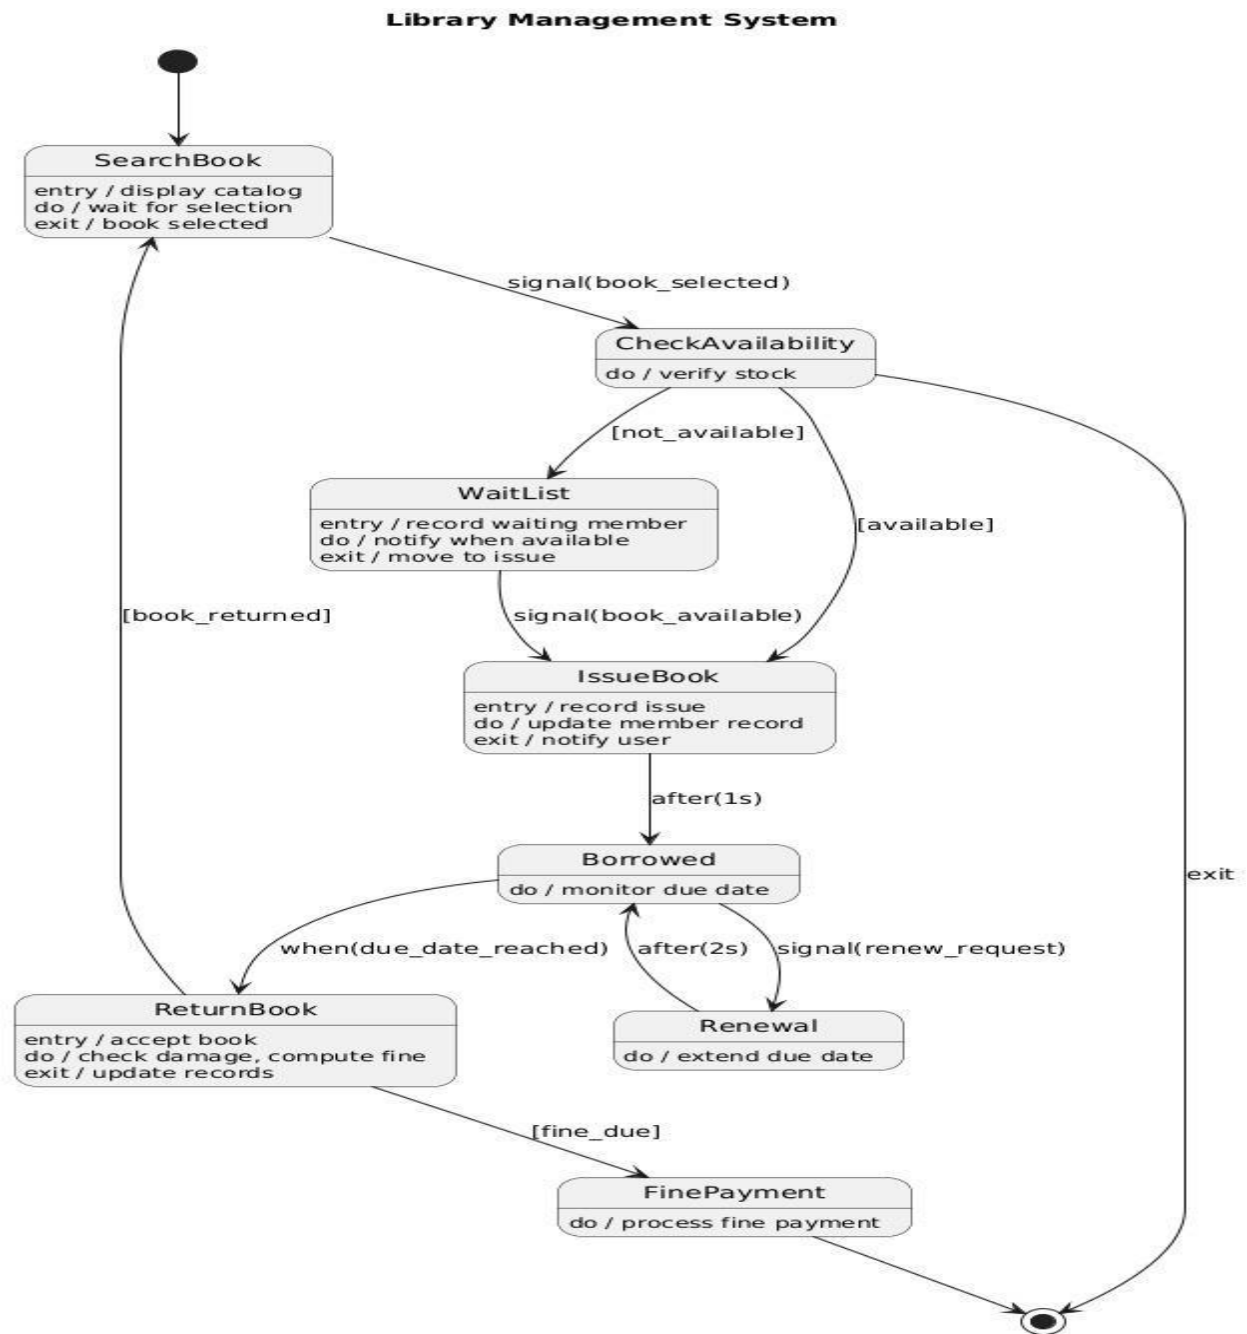 Library Management System
SearchBook
entry / display catalog
do / wait for selection
exit / book selected
signal(book_selected)
CheckAvailability
do / verify stock
[not_available]
WaitList
entry / record waiting member
do / notify when available
exit / move to issue
[available]
[book_returned]
signal(book_available)
IssueBook
entry / record issue
do / update member record
exit / notify user
after(1s)
Borrowed
do / monitor due date
exit
when(due_date_reached)
after(2s)
signal(renew_request)
ReturnBook
entry / accept book
do / check damage, compute fine
exit / update records
Renewal
do / extend due date
[fine_due]
FinePayment
do / process fine payment